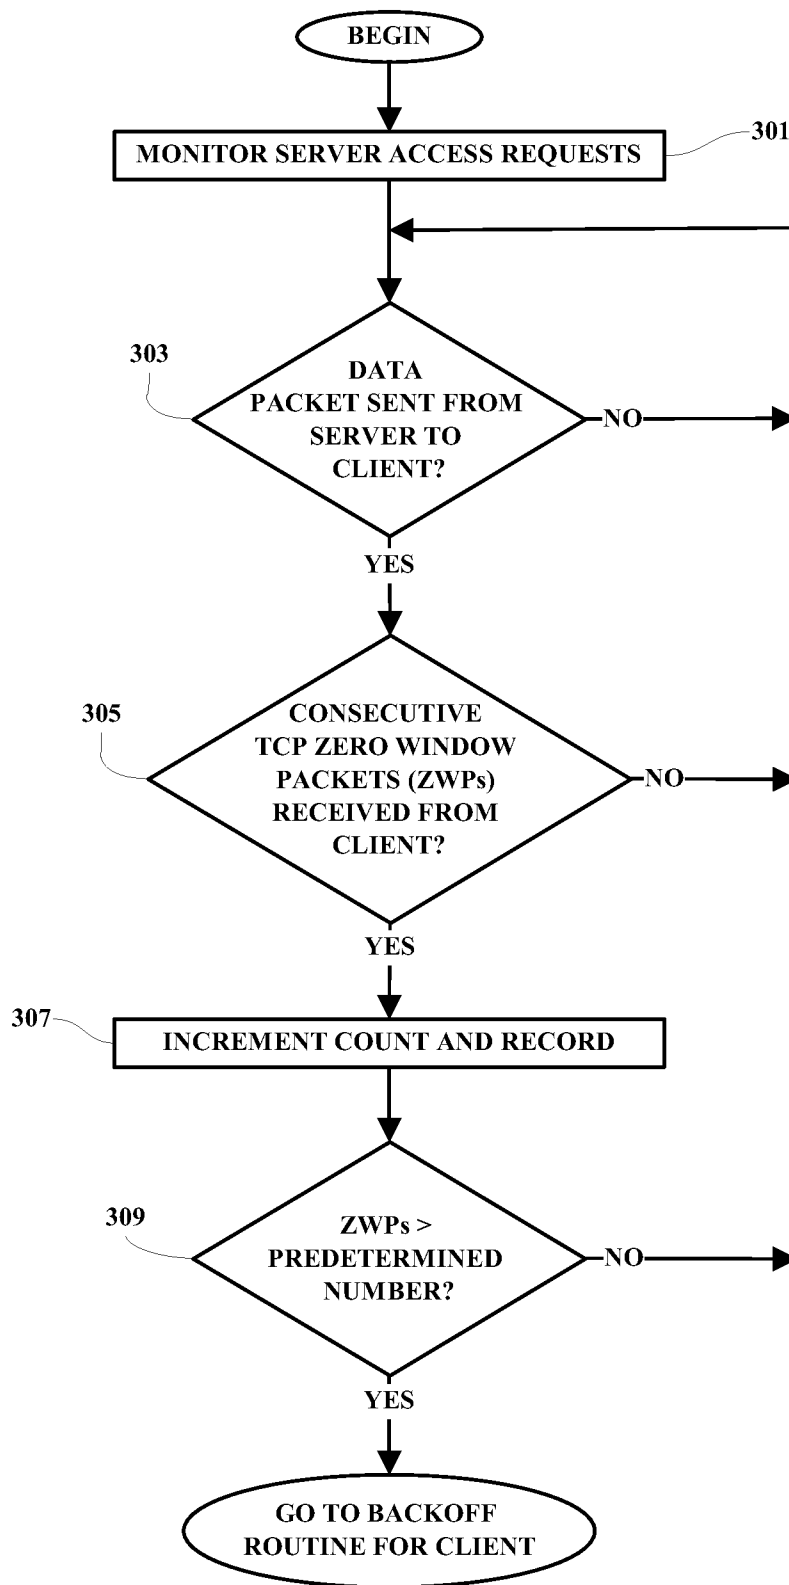 BEGIN
MONITOR SERVER ACCESS REQUESTS
301
303
DATA
PACKET SENT FROM
SERVER TO
CLIENT?
NO
YES
305
CONSECUTIVE
TCP ZERO WINDOW
PACKETS (ZWPs)
RECEIVED FROM
CLIENT?
NO
YES
307
INCREMENT COUNT AND RECORD
309
ZWPs >
PREDETERMINED
NUMBER?
NO
YES
GO TO BACKOFF
ROUTINE FOR CLIENT